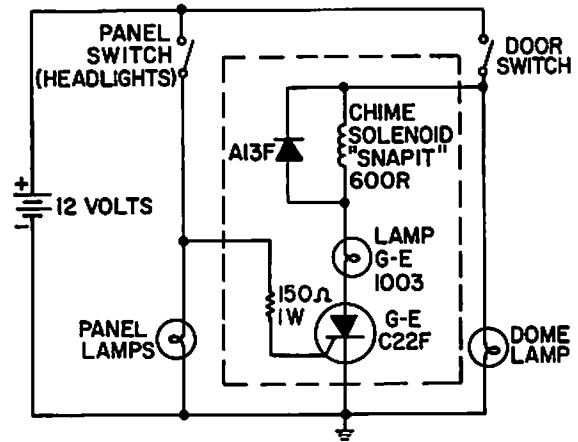 PANEL
SWITCH
(HEADLIGHTS)
DOOR
SWITCH
CHIME
SOLENOID
"SNAPIT"
600R
A13F
+
12 VOLTS
-
LAMP
G-E
1003
150Ω
1W
G-E
C22F
PANEL
LAMPS
DOME
LAMP